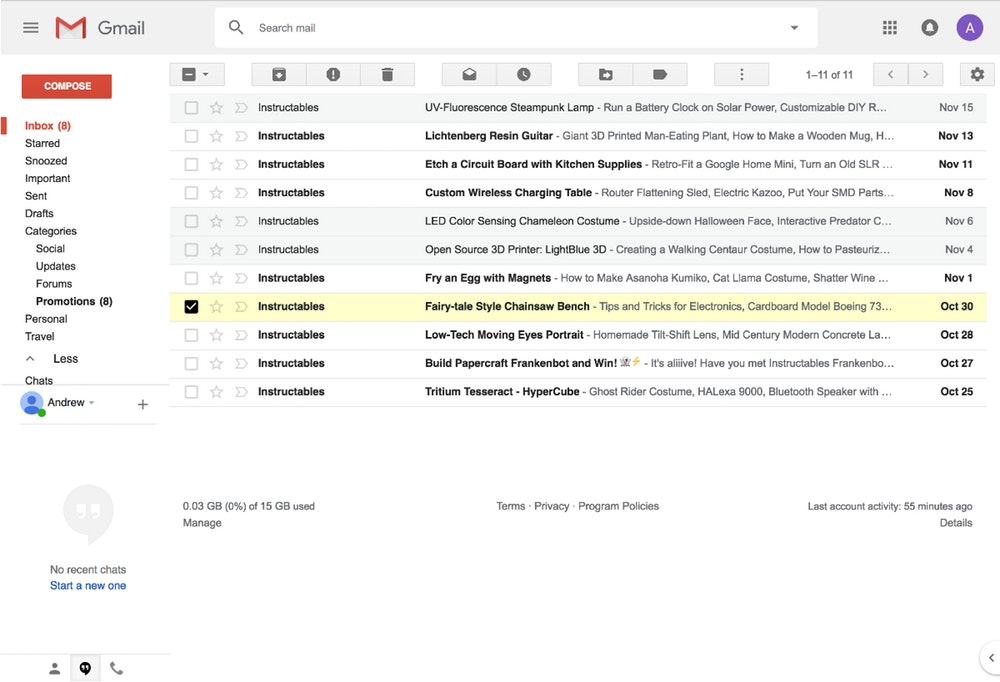 Gmail
Search mail
A
COMPOSE
1–11 of 11
Inbox (8)
Starred
Snoozed
Important
Sent
Drafts
Categories
Social
Updates
Forums
Promotions (8)
Personal
Travel
Less
Chats
Andrew
No recent chats
Start a new one
Instructables UV-Fluorescence Steampunk Lamp - Run a Battery Clock on Solar Power, Customizable DIY R... Nov 15
Instructables Lichtenberg Resin Guitar - Giant 3D Printed Man-Eating Plant, How to Make a Wooden Mug, H... Nov 13
Instructables Etch a Circuit Board with Kitchen Supplies - Retro-Fit a Google Home Mini, Turn an Old SLR ... Nov 11
Instructables Custom Wireless Charging Table - Router Flattening Sled, Electric Kazoo, Put Your SMD Parts... Nov 8
Instructables LED Color Sensing Chameleon Costume - Upside-down Halloween Face, Interactive Predator C... Nov 6
Instructables Open Source 3D Printer: LightBlue 3D - Creating a Walking Centaur Costume, How to Pasteuriz... Nov 4
Instructables Fry an Egg with Magnets - How to Make Asanoha Kumiko, Cat Llama Costume, Shatter Wine ... Nov 1
Instructables Fairy-tale Style Chainsaw Bench - Tips and Tricks for Electronics, Cardboard Model Boeing 73... Oct 30
Instructables Low-Tech Moving Eyes Portrait - Homemade Tilt-Shift Lens, Mid Century Modern Concrete La... Oct 28
Instructables Build Papercraft Frankenbot and Win! - It's aliiive! Have you met Instructables Frankenbo... Oct 27
Instructables Tritium Tesseract - HyperCube - Ghost Rider Costume, HALexa 9000, Bluetooth Speaker with ... Oct 25
0.03 GB (0%) of 15 GB used
Manage
Terms · Privacy · Program Policies
Last account activity: 55 minutes ago
Details